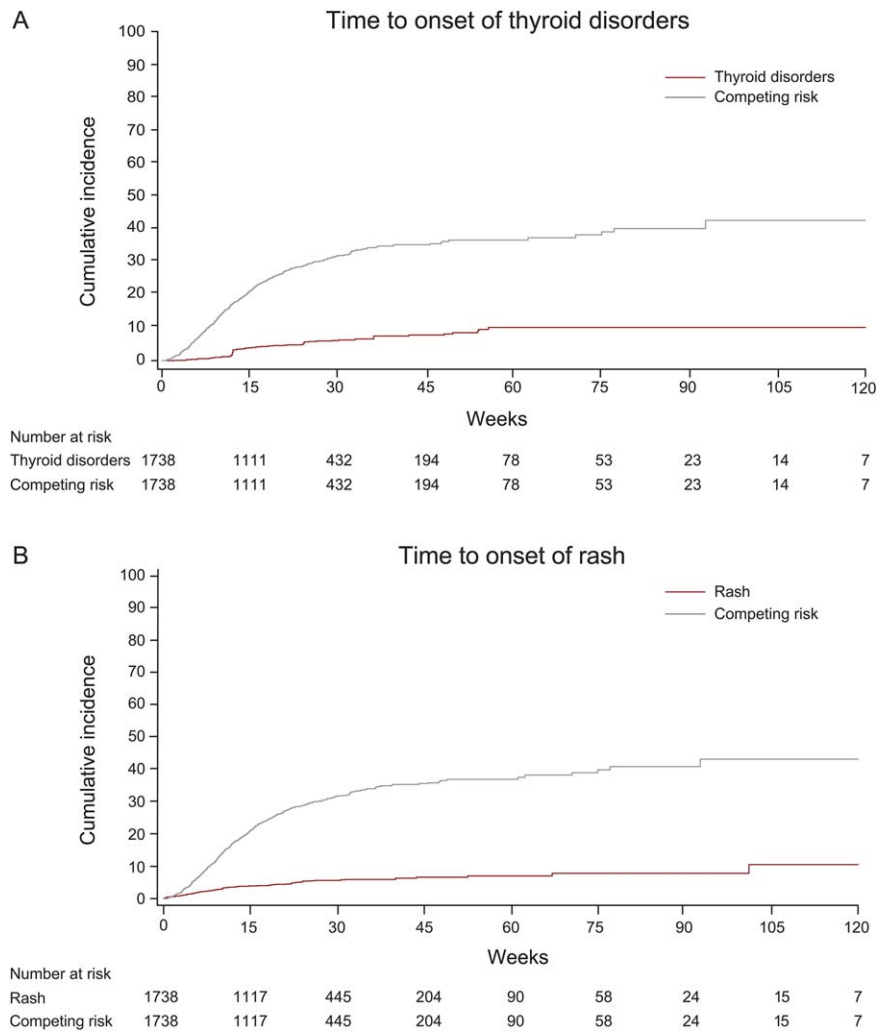 A
Time to onset of thyroid disorders
100
90
80
70
60
50
40
30
20
10
0
Cumulative incidence
Thyroid disorders
Competing risk
0 15 30 45 60 75 90 105 120
Weeks
Number at risk
Thyroid disorders 1738 1111 432 194 78 53 23 14 7
Competing risk 1738 1111 432 194 78 53 23 14 7
B
Time to onset of rash
100
90
80
70
60
50
40
30
20
10
0
Cumulative incidence
Rash
Competing risk
0 15 30 45 60 75 90 105 120
Weeks
Number at risk
Rash 1738 1117 445 204 90 58 24 15 7
Competing risk 1738 1117 445 204 90 58 24 15 7